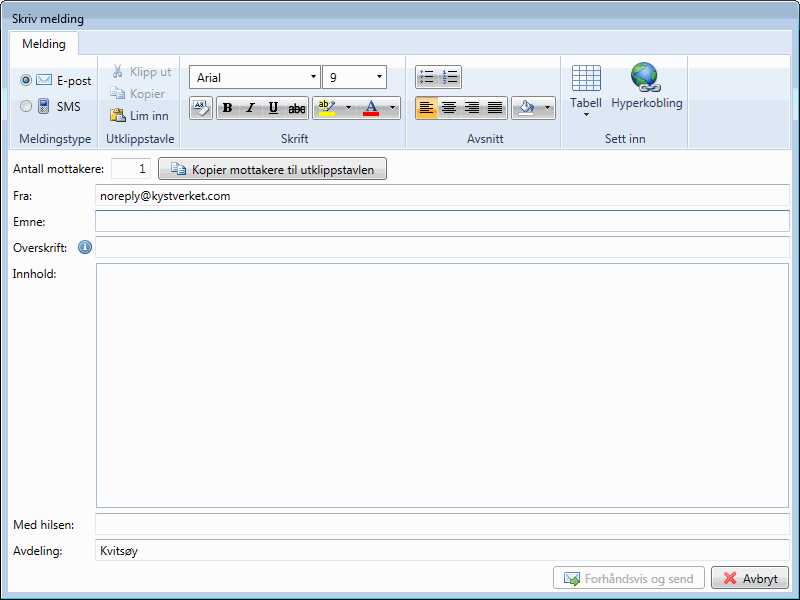 Skriv melding
Melding
E-post
SMS
Meldingstype
Klipp ut
Kopier
Lim inn
Utklippstavle
Arial 9
Aa B I U abc ab A
Skrift
Avsnitt
Tabell Hyperkobling
Sett inn
Antall mottakere: 1 Kopier mottakere til utklippstavlen
Fra: noreply@kystverket.com
Emne:
Overskrift:
Innhold:
Med hilsen:
Avdeling: Kvitsøy
Forhåndsvis og send Avbryt